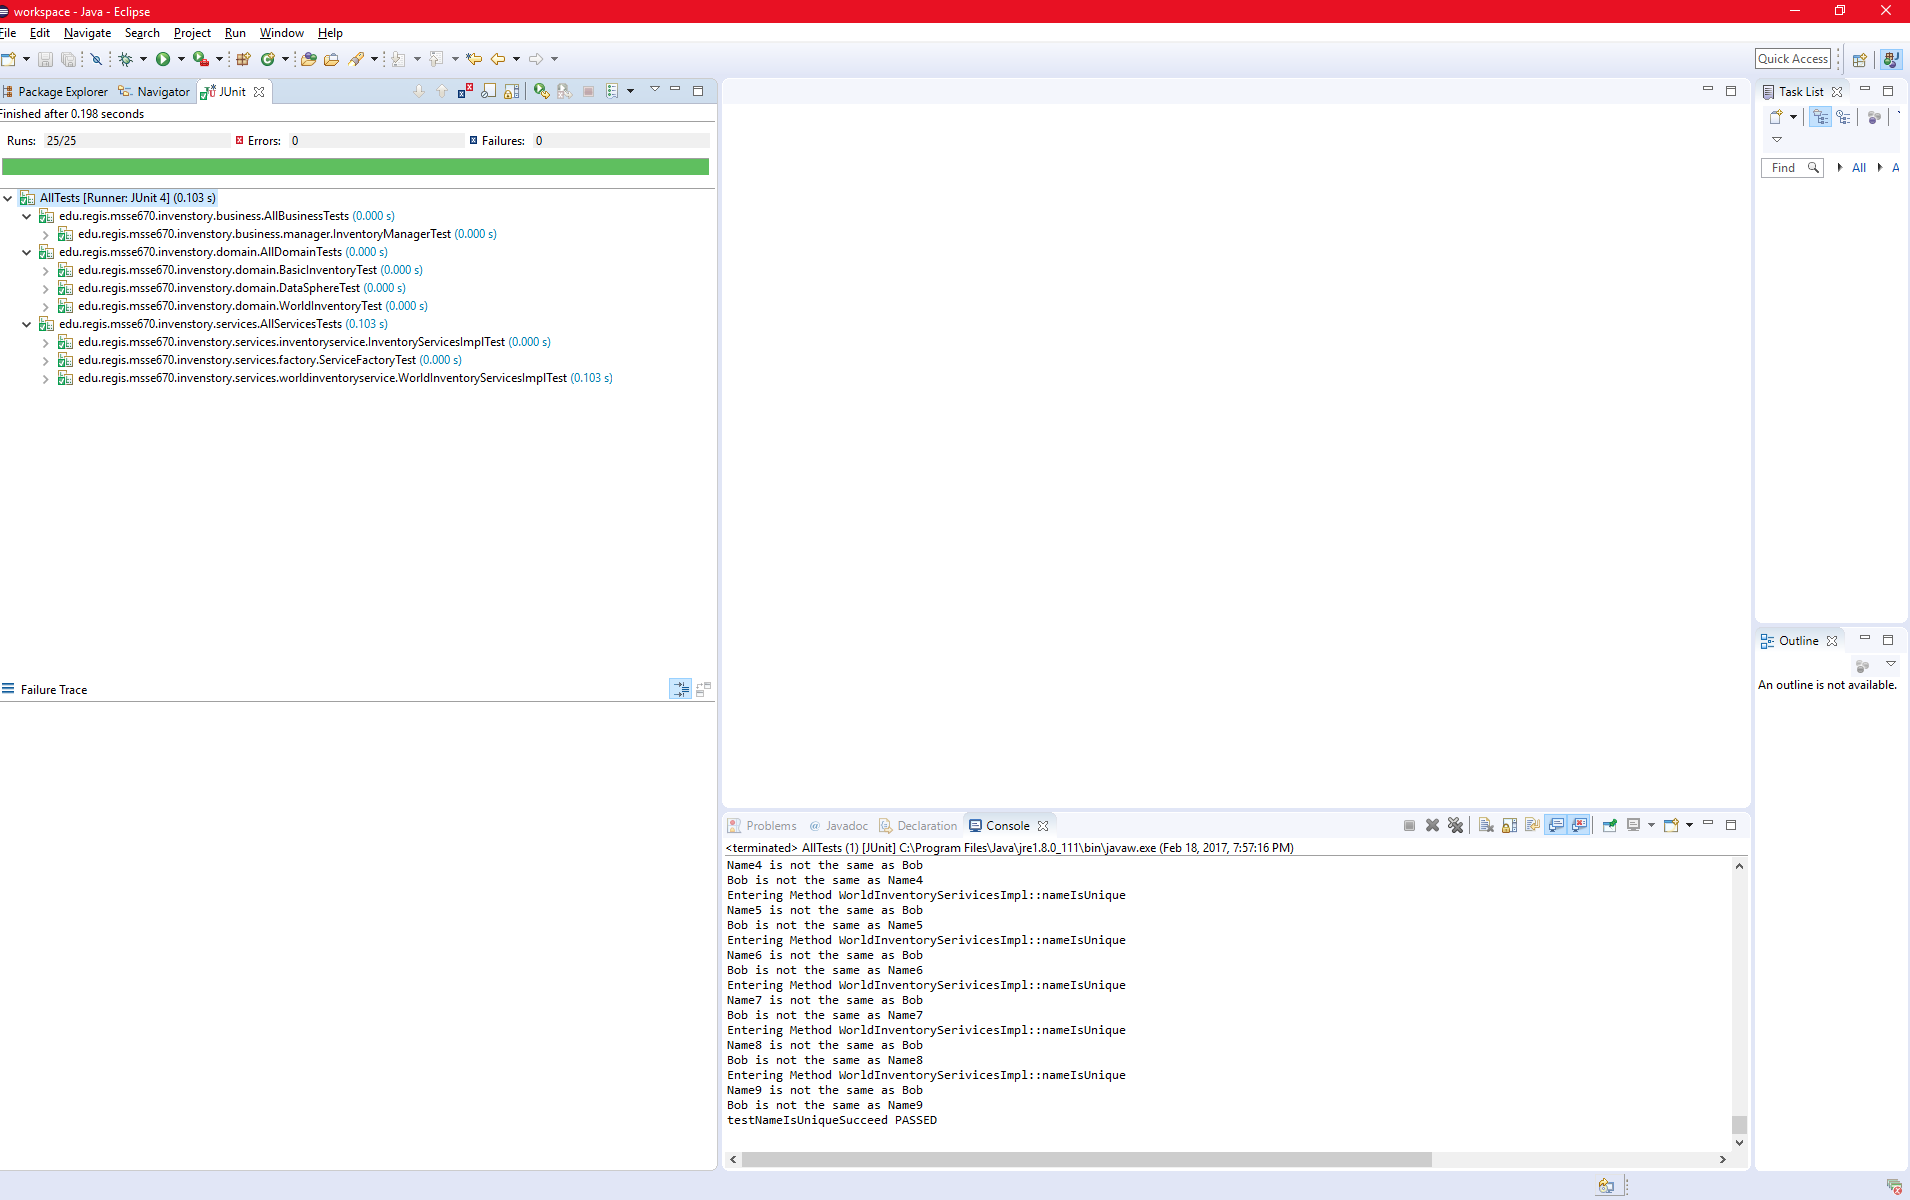 workspace - Java - Eclipse
File Edit Navigate Search Project Run Window Help
Quick Access
Package Explorer Navigator JUnit
Finished after 0.198 seconds
Runs: 25/25 Errors: 0 Failures: 0
AllTests [Runner: JUnit 4] (0.103 s)
edu.regis.msse670.invenstory.business.AllBusinessTests (0.000 s)
edu.regis.msse670.invenstory.business.manager.InventoryManagerTest (0.000 s)
edu.regis.msse670.invenstory.domain.AllDomainTests (0.000 s)
edu.regis.msse670.invenstory.domain.BasicInventoryTest (0.000 s)
edu.regis.msse670.invenstory.domain.DataSphereTest (0.000 s)
edu.regis.msse670.invenstory.domain.WorldInventoryTest (0.000 s)
edu.regis.msse670.invenstory.services.AllServicesTests (0.103 s)
edu.regis.msse670.invenstory.services.inventoryservice.InventoryServicesImplTest (0.000 s)
edu.regis.msse670.invenstory.services.factory.ServiceFactoryTest (0.000 s)
edu.regis.msse670.invenstory.services.worldinventoryservice.WorldInventoryServicesImplTest (0.103 s)
Failure Trace
Problems Javadoc Declaration Console
<terminated> AllTests (1) [JUnit] C:\Program Files\Java\jre1.8.0_111\bin\javaw.exe (Feb 18, 2017, 7:57:16 PM)
Name4 is not the same as Bob
Bob is not the same as Name4
Entering Method WorldInventorySerivicesImpl::nameIsUnique
Name5 is not the same as Bob
Bob is not the same as Name5
Entering Method WorldInventorySerivicesImpl::nameIsUnique
Name6 is not the same as Bob
Bob is not the same as Name6
Entering Method WorldInventorySerivicesImpl::nameIsUnique
Name7 is not the same as Bob
Bob is not the same as Name7
Entering Method WorldInventorySerivicesImpl::nameIsUnique
Name8 is not the same as Bob
Bob is not the same as Name8
Entering Method WorldInventorySerivicesImpl::nameIsUnique
Name9 is not the same as Bob
Bob is not the same as Name9
testNameIsUniqueSucceed PASSED
Task List
Find All A
Outline
An outline is not available.